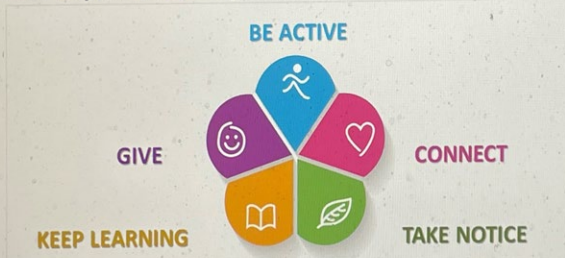 BE ACTIVE
GIVE
CONNECT
KEEP LEARNING
TAKE NOTICE